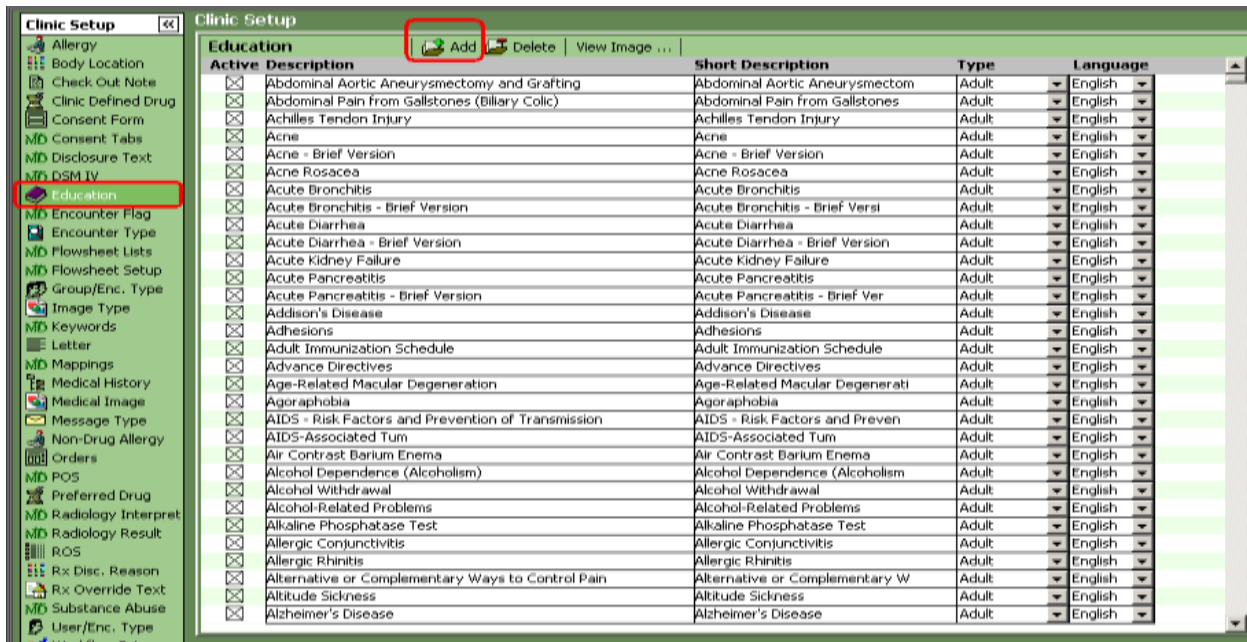 Clinic Setup
Allergy
Body Location
Check Out Note
Clinic Defined Drug
Consent Form
MD Consent Tabs
MD Disclosure Text
MD DSM IV
Education
MD Encounter Flag
Encounter Type
MD Flowsheet Lists
MD Flowsheet Setup
Group/Enc. Type
Image Type
MD Keywords
Letter
MD Mappings
Medical History
Medical Image
Message Type
Non-Drug Allergy
Orders
MD POS
Preferred Drug
MD Radiology Interpret
MD Radiology Result
ROS
Rx Disc. Reason
Rx Override Text
MD Substance Abuse
User/Enc. Type
Clinic Setup
Education Add Delete View Image ...
Active Description Short Description Type Language
Abdominal Aortic Aneurysmectomy and Grafting Abdominal Aortic Aneurysmectom Adult English
Abdominal Pain from Gallstones (Biliary Colic) Abdominal Pain from Gallstones Adult English
Achilles Tendon Injury Achilles Tendon Injury Adult English
Acne Acne Adult English
Acne - Brief Version Acne - Brief Version Adult English
Acne Rosacea Acne Rosacea Adult English
Acute Bronchitis Acute Bronchitis Adult English
Acute Bronchitis - Brief Version Acute Bronchitis - Brief Versi Adult English
Acute Diarrhea Acute Diarrhea Adult English
Acute Diarrhea - Brief Version Acute Diarrhea - Brief Version Adult English
Acute Kidney Failure Acute Kidney Failure Adult English
Acute Pancreatitis Acute Pancreatitis Adult English
Acute Pancreatitis - Brief Version Acute Pancreatitis - Brief Ver Adult English
Addison's Disease Addison's Disease Adult English
Adhesions Adhesions Adult English
Adult Immunization Schedule Adult Immunization Schedule Adult English
Advance Directives Advance Directives Adult English
Age-Related Macular Degeneration Age-Related Macular Degenerati Adult English
Agoraphobia Agoraphobia Adult English
AIDS - Risk Factors and Prevention of Transmission AIDS - Risk Factors and Preven Adult English
AIDS-Associated Tum AIDS-Associated Tum Adult English
Air Contrast Barium Enema Air Contrast Barium Enema Adult English
Alcohol Dependence (Alcoholism) Alcohol Dependence (Alcoholism Adult English
Alcohol Withdrawal Alcohol Withdrawal Adult English
Alcohol-Related Problems Alcohol-Related Problems Adult English
Alkaline Phosphatase Test Alkaline Phosphatase Test Adult English
Allergic Conjunctivitis Allergic Conjunctivitis Adult English
Allergic Rhinitis Allergic Rhinitis Adult English
Alternative or Complementary Ways to Control Pain Alternative or Complementary W Adult English
Altitude Sickness Altitude Sickness Adult English
Alzheimer's Disease Alzheimer's Disease Adult English